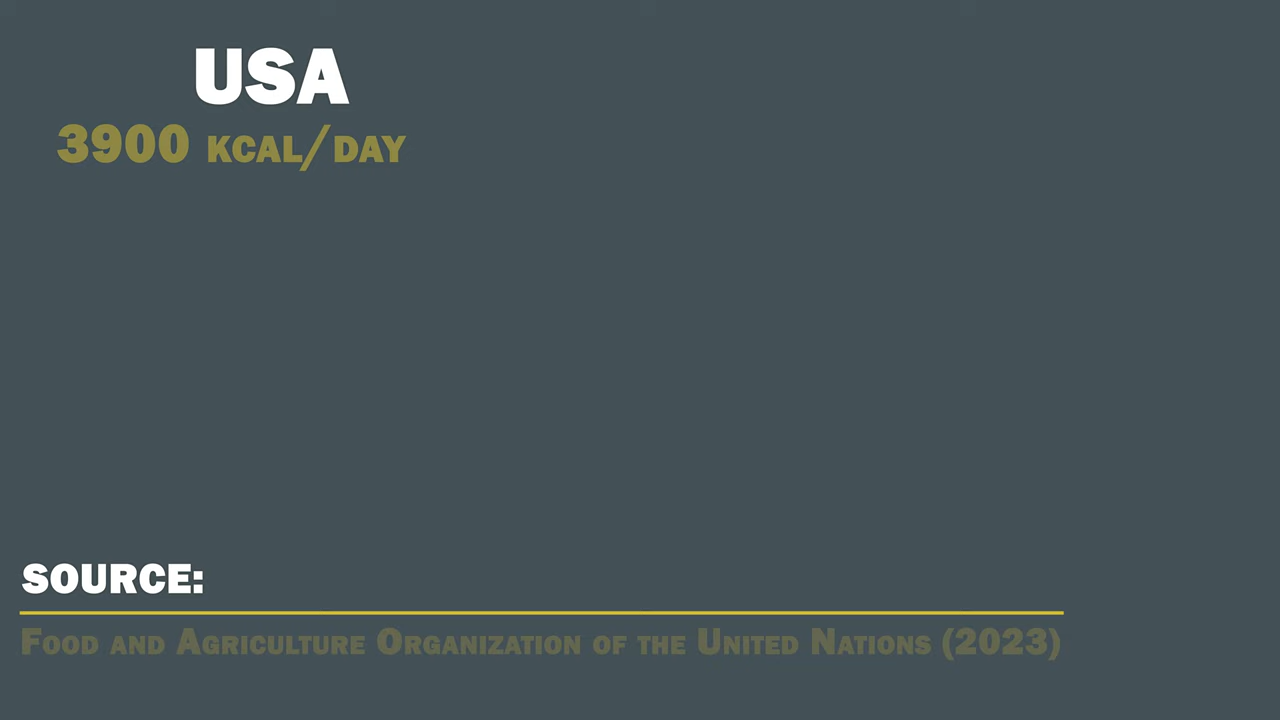 USA
3900 KCAL/DAY
SOURCE:
FOOD AND AGRICULTURE ORGANIZATION OF THE UNITED NATIONS (2023)